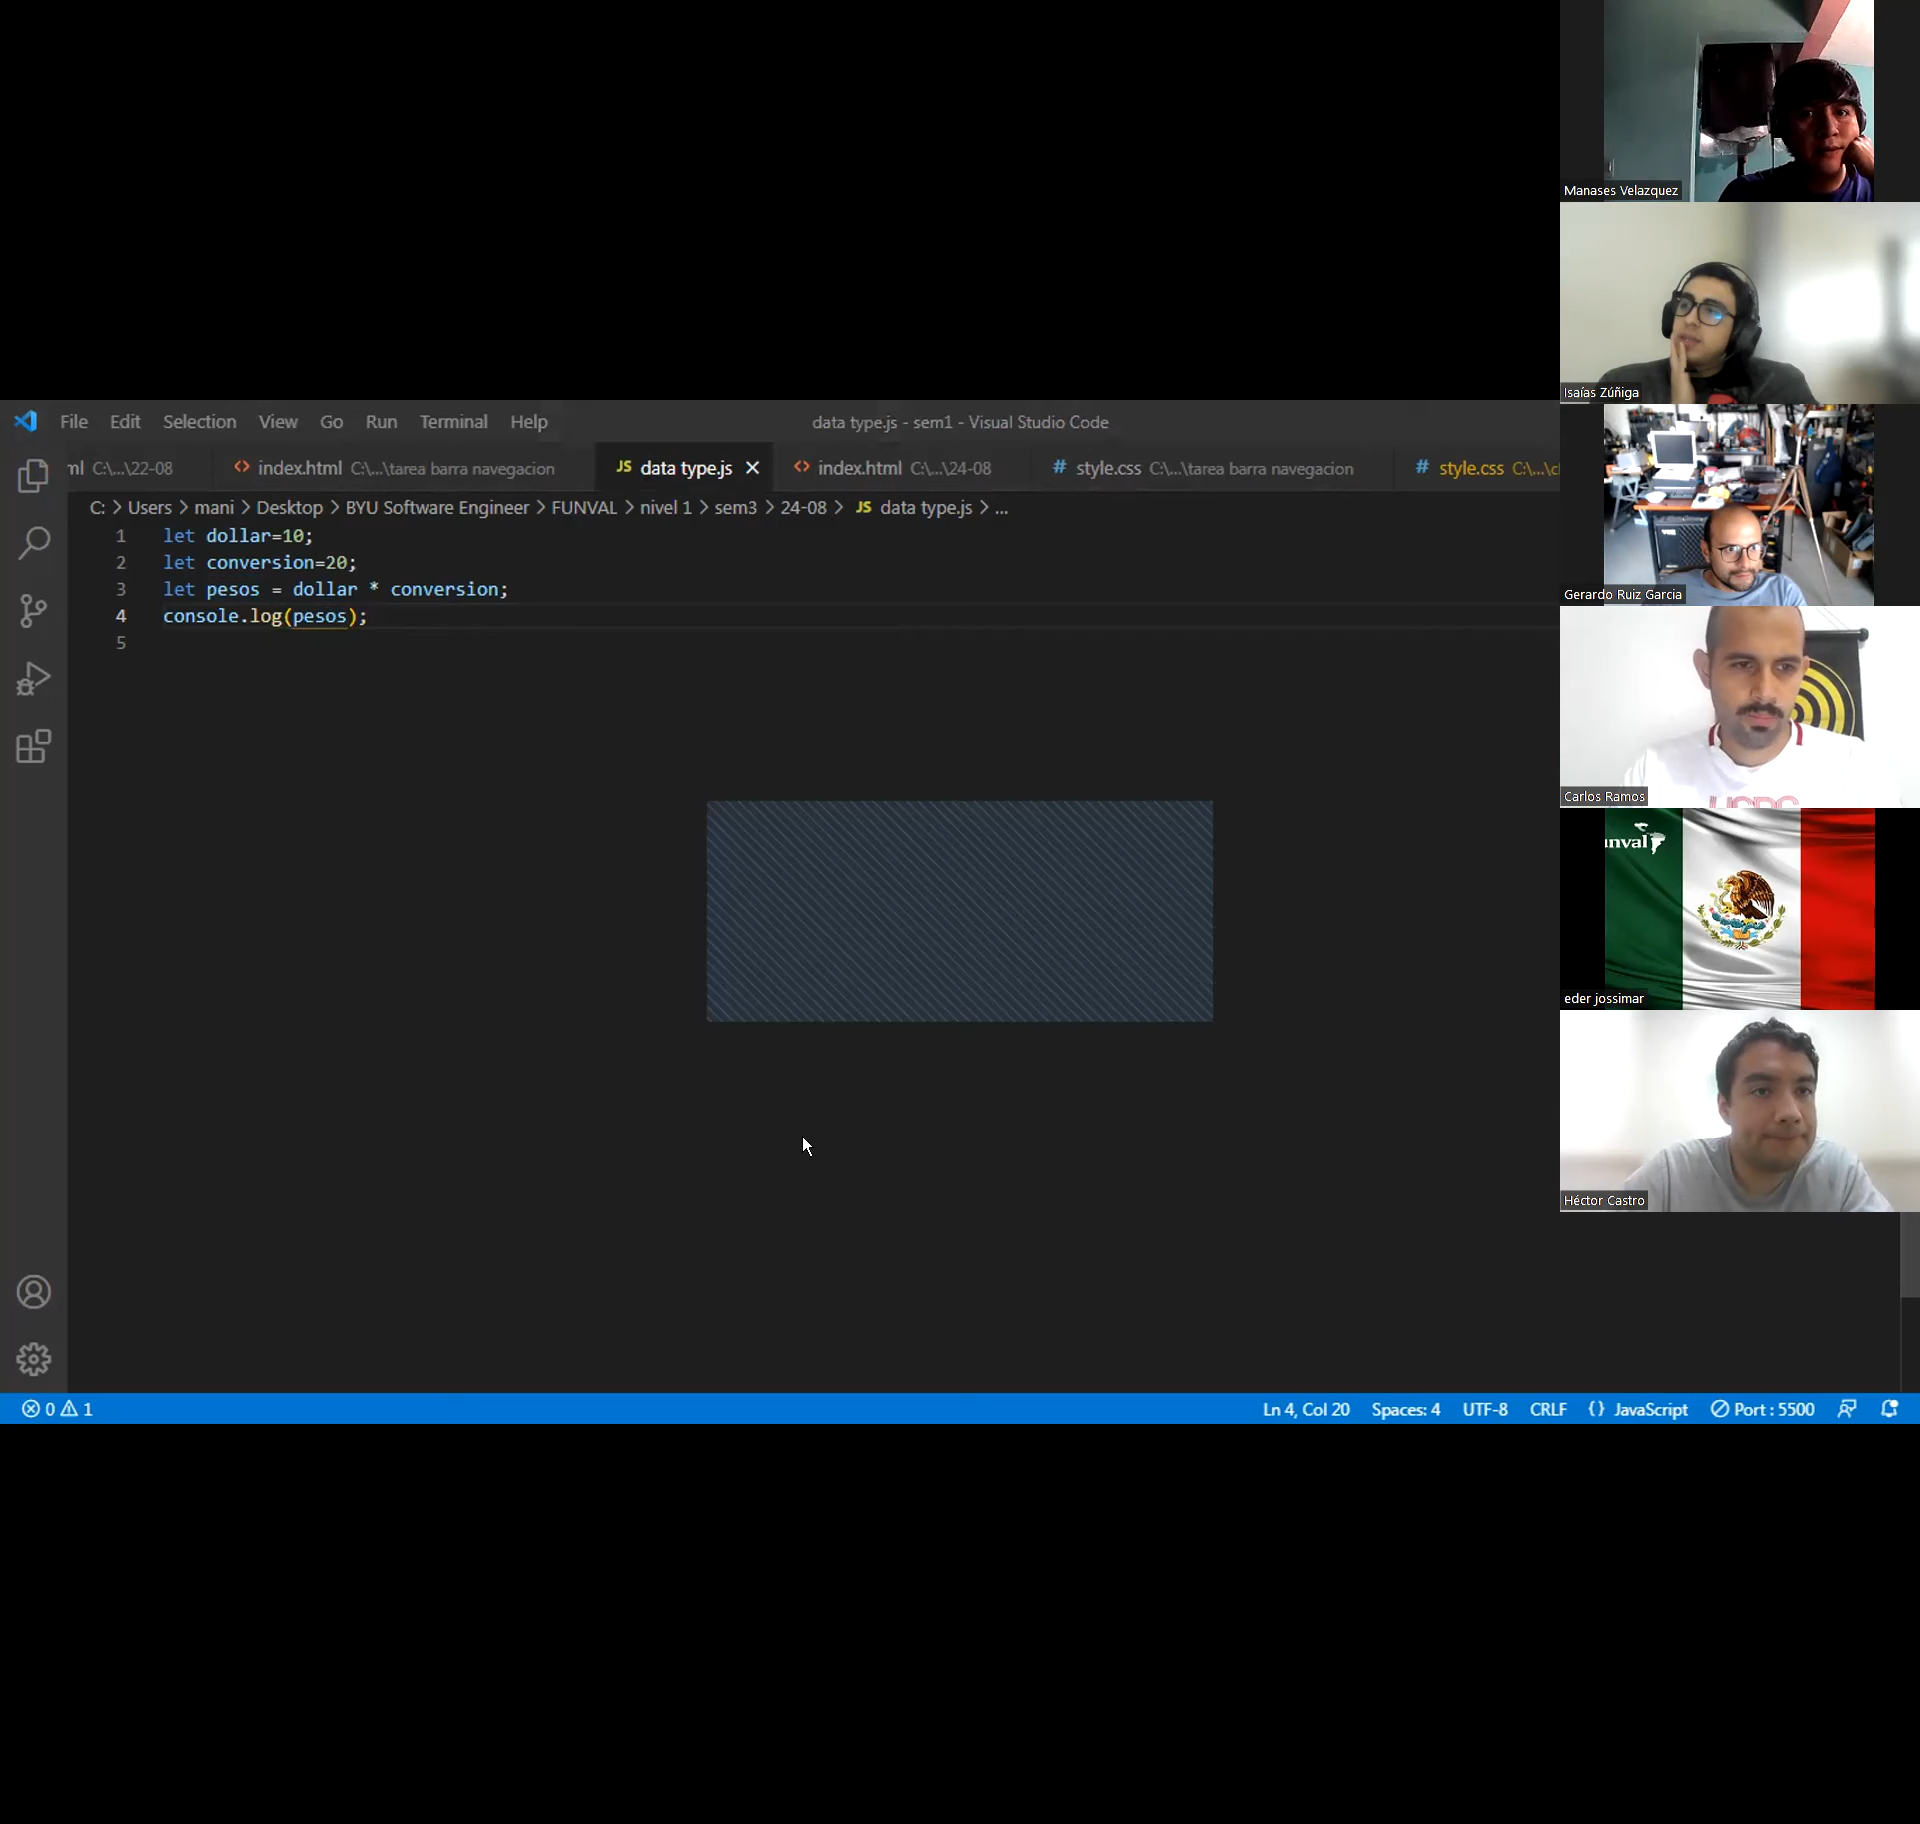 File Edit Selection View Go Run Terminal Help
data type.js - sem1 - Visual Studio Code
ml C:\...\22-08
index.html C:\...\tarea barra navegacion
JS data type.js
index.html C:\...\24-08
# style.css C:\...\tarea barra navegacion
# style.css C:\...\cl
C: > Users > mani > Desktop > BYU Software Engineer > FUNVAL > nivel 1 > sem3 > 24-08 > JS data type.js > ...
1 let dollar=10;
2 let conversion=20;
3 let pesos = dollar * conversion;
4 console.log(pesos);
5
Manases Velazquez
Isaías Zúñiga
Gerardo Ruiz Garcia
Carlos Ramos
unval
eder jossimar
Héctor Castro
0 1
Ln 4, Col 20 Spaces: 4 UTF-8 CRLF {} JavaScript Port : 5500